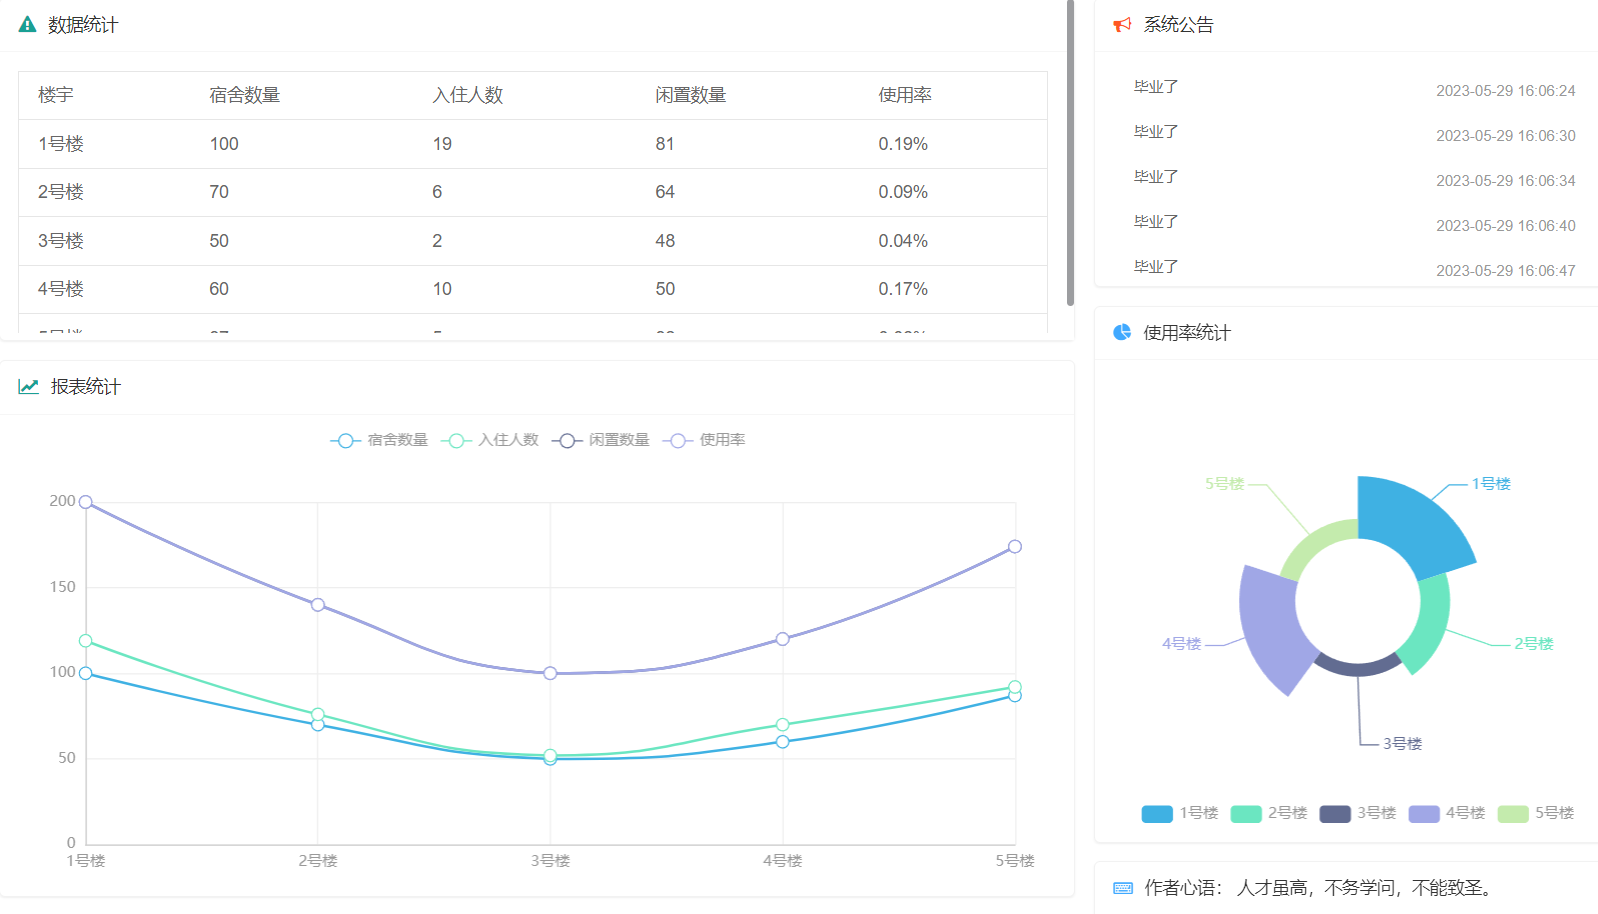 数据统计
楼宇 宿舍数量 入住人数 闲置数量 使用率
1号楼 100 19 81 0.19%
2号楼 70 6 64 0.09%
3号楼 50 2 48 0.04%
4号楼 60 10 50 0.17%
报表统计
宿舍数量 入住人数 闲置数量 使用率
200
150
100
50
0
1号楼 2号楼 3号楼 4号楼 5号楼
系统公告
毕业了 2023-05-29 16:06:24
毕业了 2023-05-29 16:06:30
毕业了 2023-05-29 16:06:34
毕业了 2023-05-29 16:06:40
毕业了 2023-05-29 16:06:47
使用率统计
5号楼 1号楼
4号楼 2号楼
3号楼
1号楼 2号楼 3号楼 4号楼 5号楼
作者心语： 人才虽高，不务学问，不能致圣。